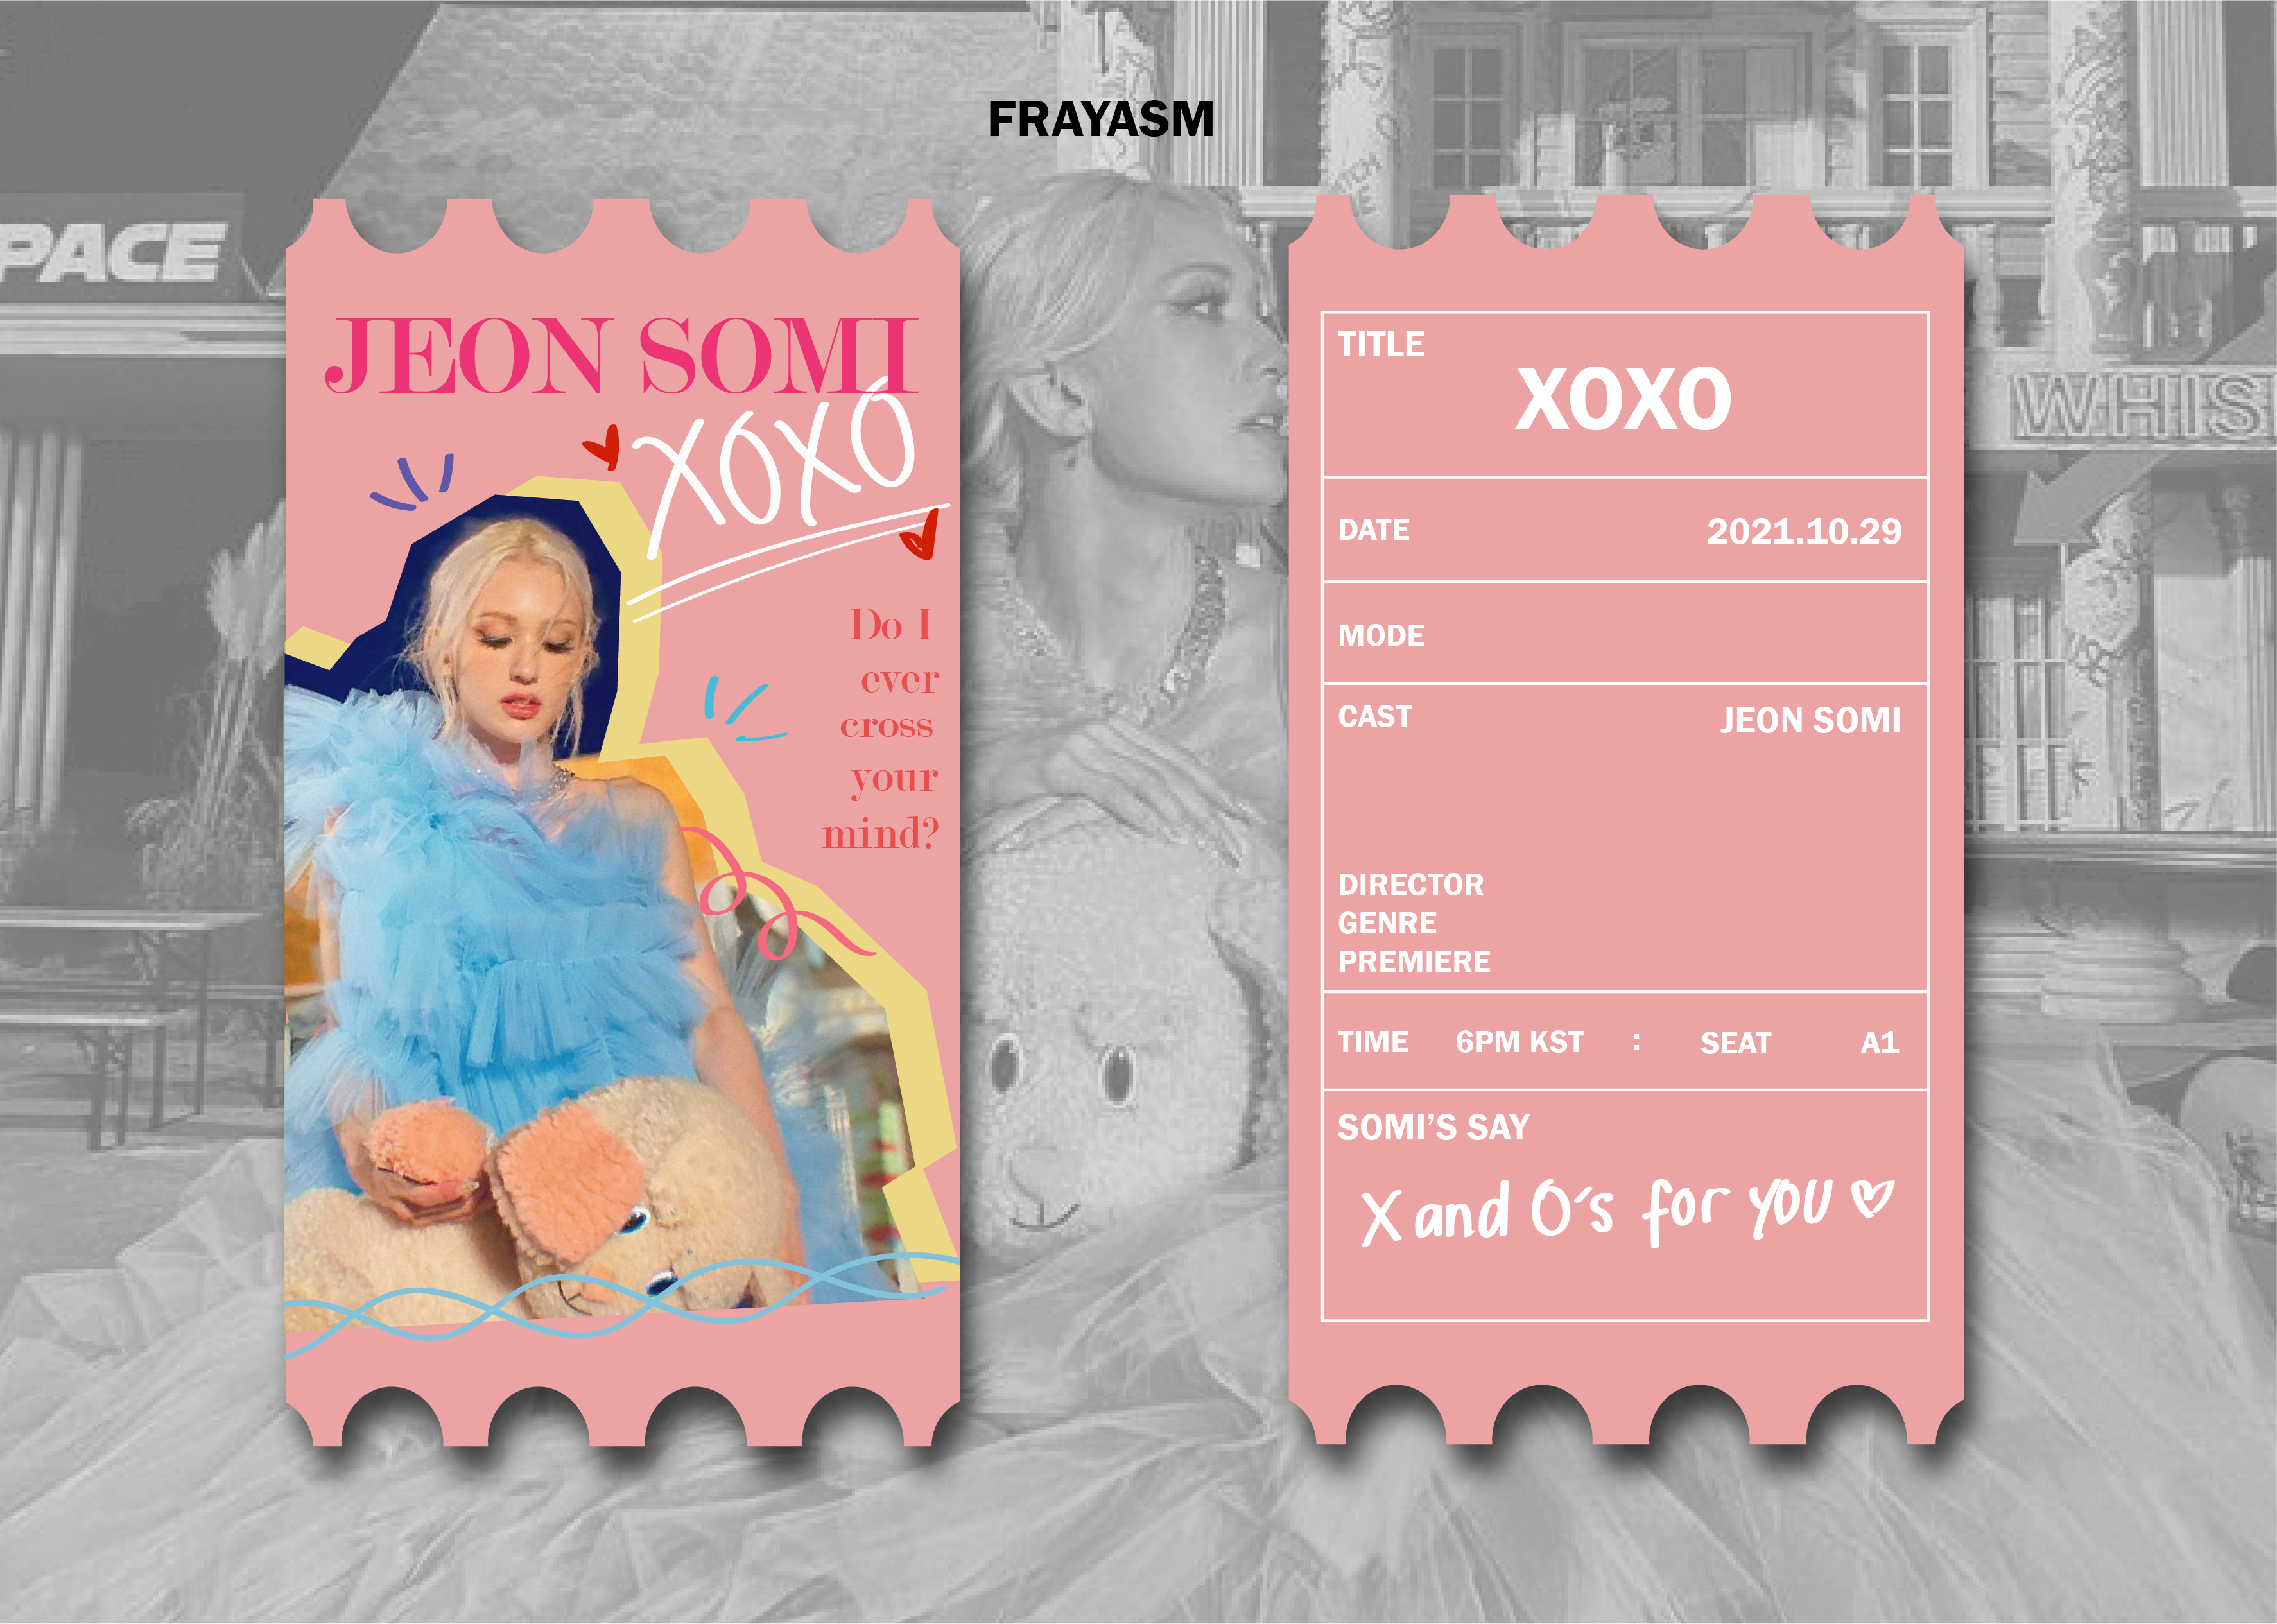 FRAYASM
PACE
JEON SOMI
XOXO
Do I
ever
cross
your
mind?
WHIS
TITLE
XOXO
DATE 2021.10.29
MODE
CAST JEON SOMI
DIRECTOR
GENRE
PREMIERE
TIME 6PM KST : SEAT A1
SOMI’S SAY
X and O's for YOU ♡